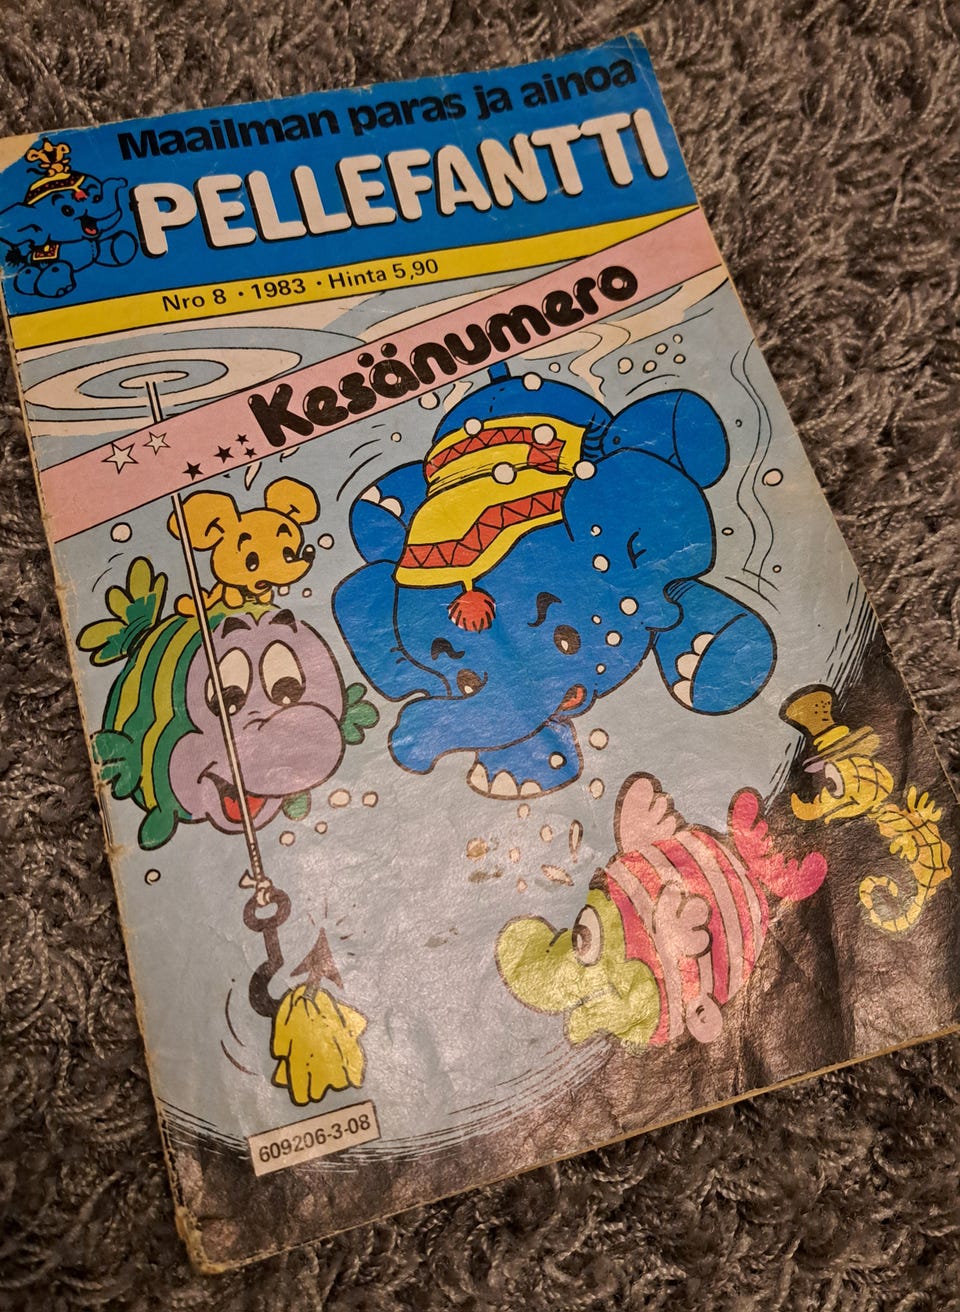 Maailman paras ja ainoa
PELLEFANTTI
Nro 8 · 1983 · Hinta 5,90
Kesänumero
609206-3-08